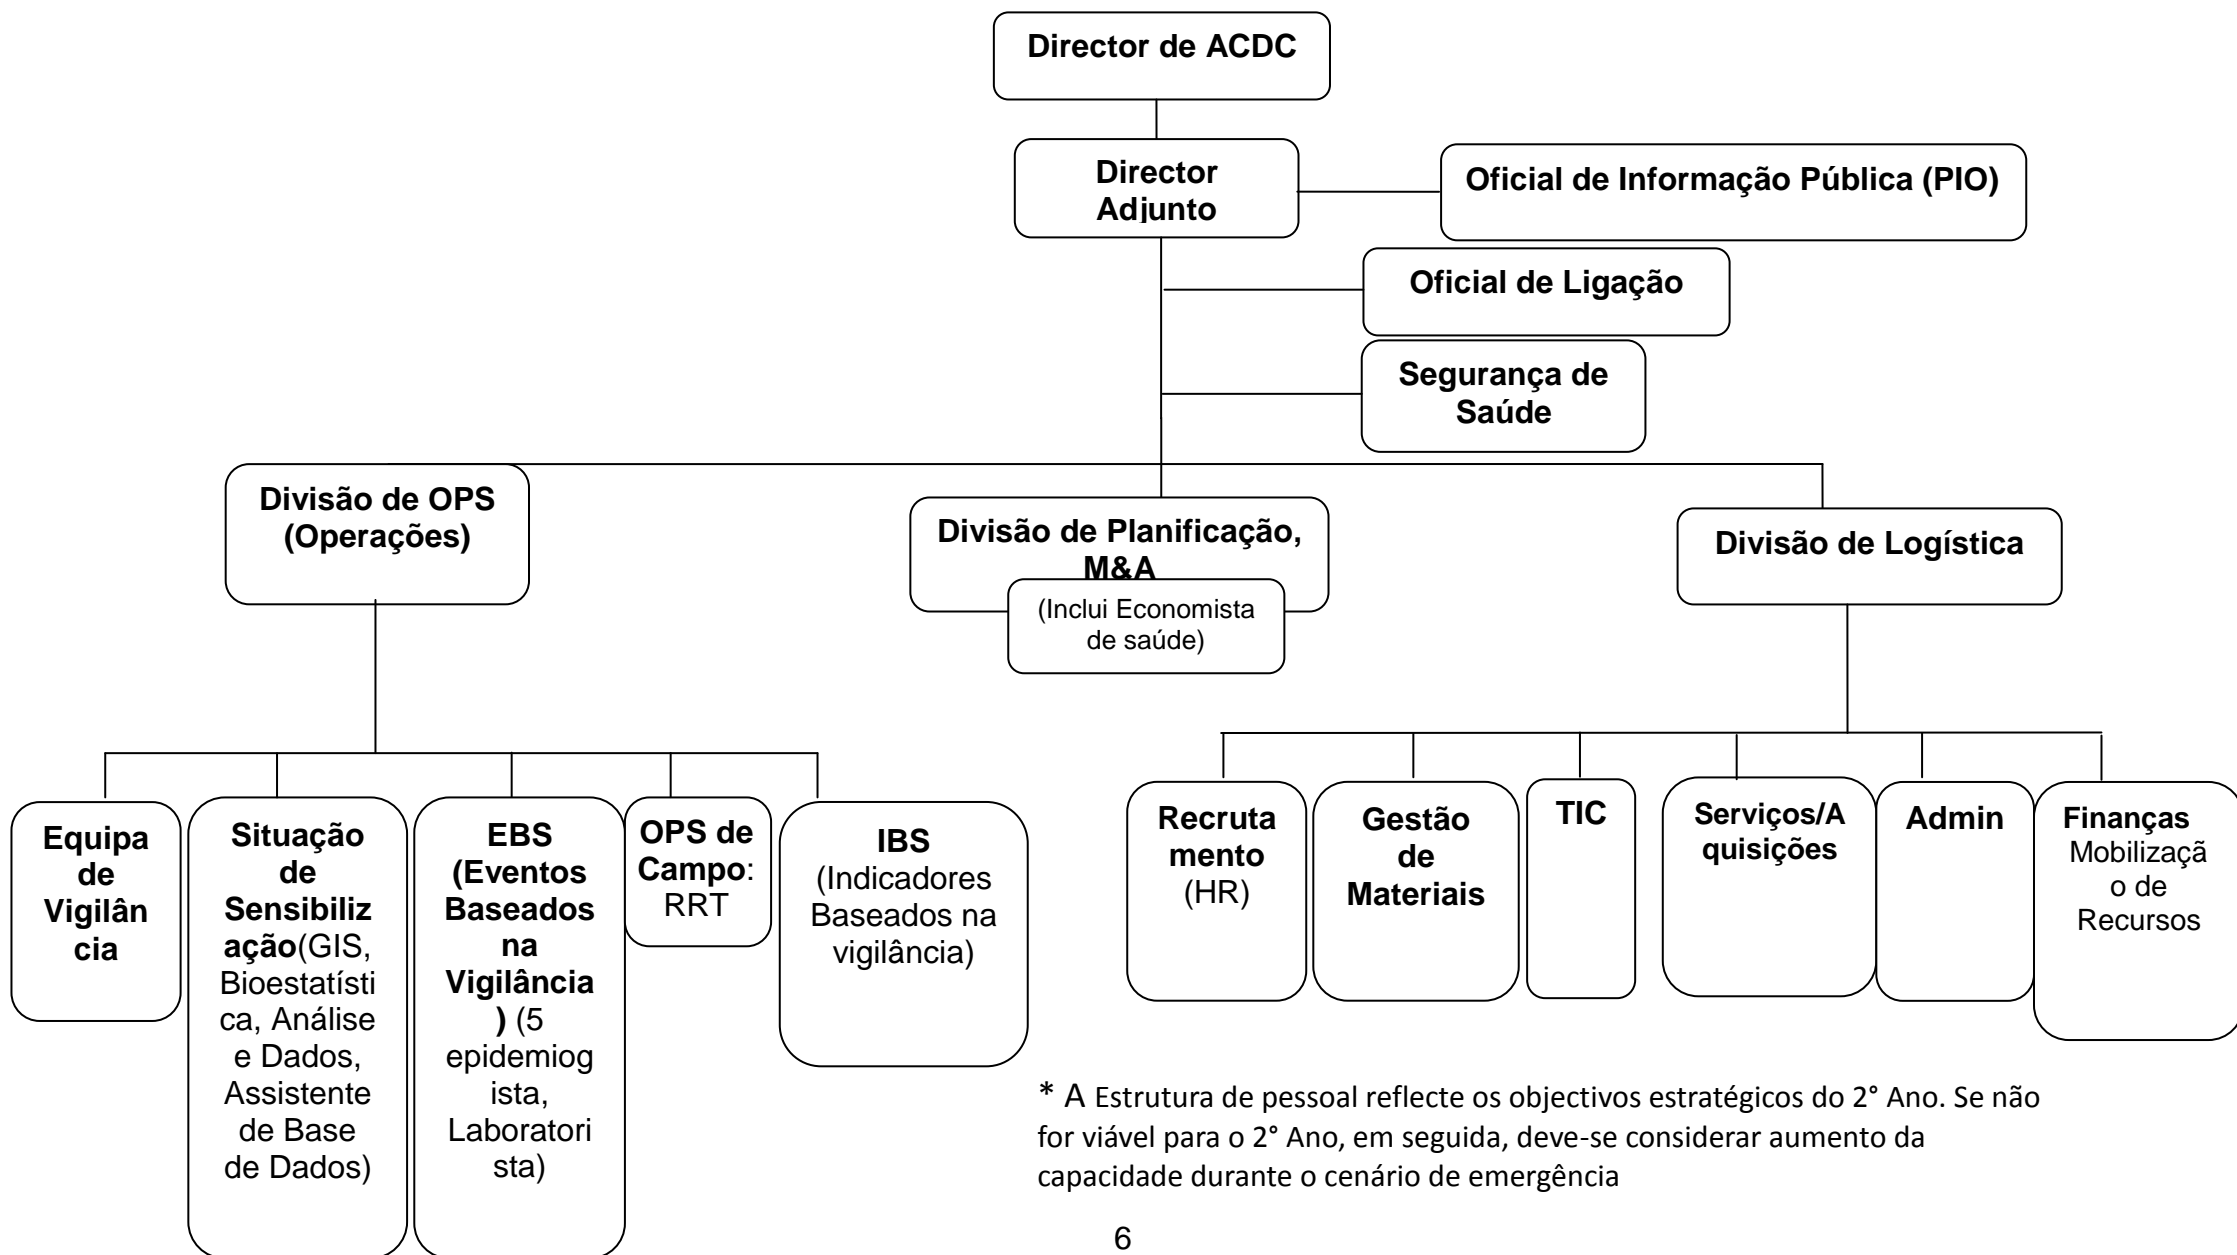 Director de ACDC
Director
Adjunto
Oficial de Informação Pública (PIO)
Oficial de Ligação
Segurança de
Saúde
Divisão de OPS
(Operações)
Divisão de Planificação,
M&A
(Inclui Economista
de saúde)
Divisão de Logística
Equipa
de
Vigilân
cia
Situação
de
Sensibiliz
ação(GIS,
Bioestatísti
ca, Análise
e Dados,
Assistente
de Base
de Dados)
EBS
(Eventos
Baseados
na
Vigilância
) (5
epidemiog
ista,
Laboratori
sta)
OPS de
Campo:
RRT
IBS
(Indicadores
Baseados na
vigilância)
Recruta
mento
(HR)
Gestão
de
Materiais
TIC
Serviços/A
quisições
Admin
Finanças
Mobilizaçã
o de
Recursos
* A Estrutura de pessoal reflecte os objectivos estratégicos do 2° Ano. Se não
for viável para o 2° Ano, em seguida, deve-se considerar aumento da
capacidade durante o cenário de emergência
6